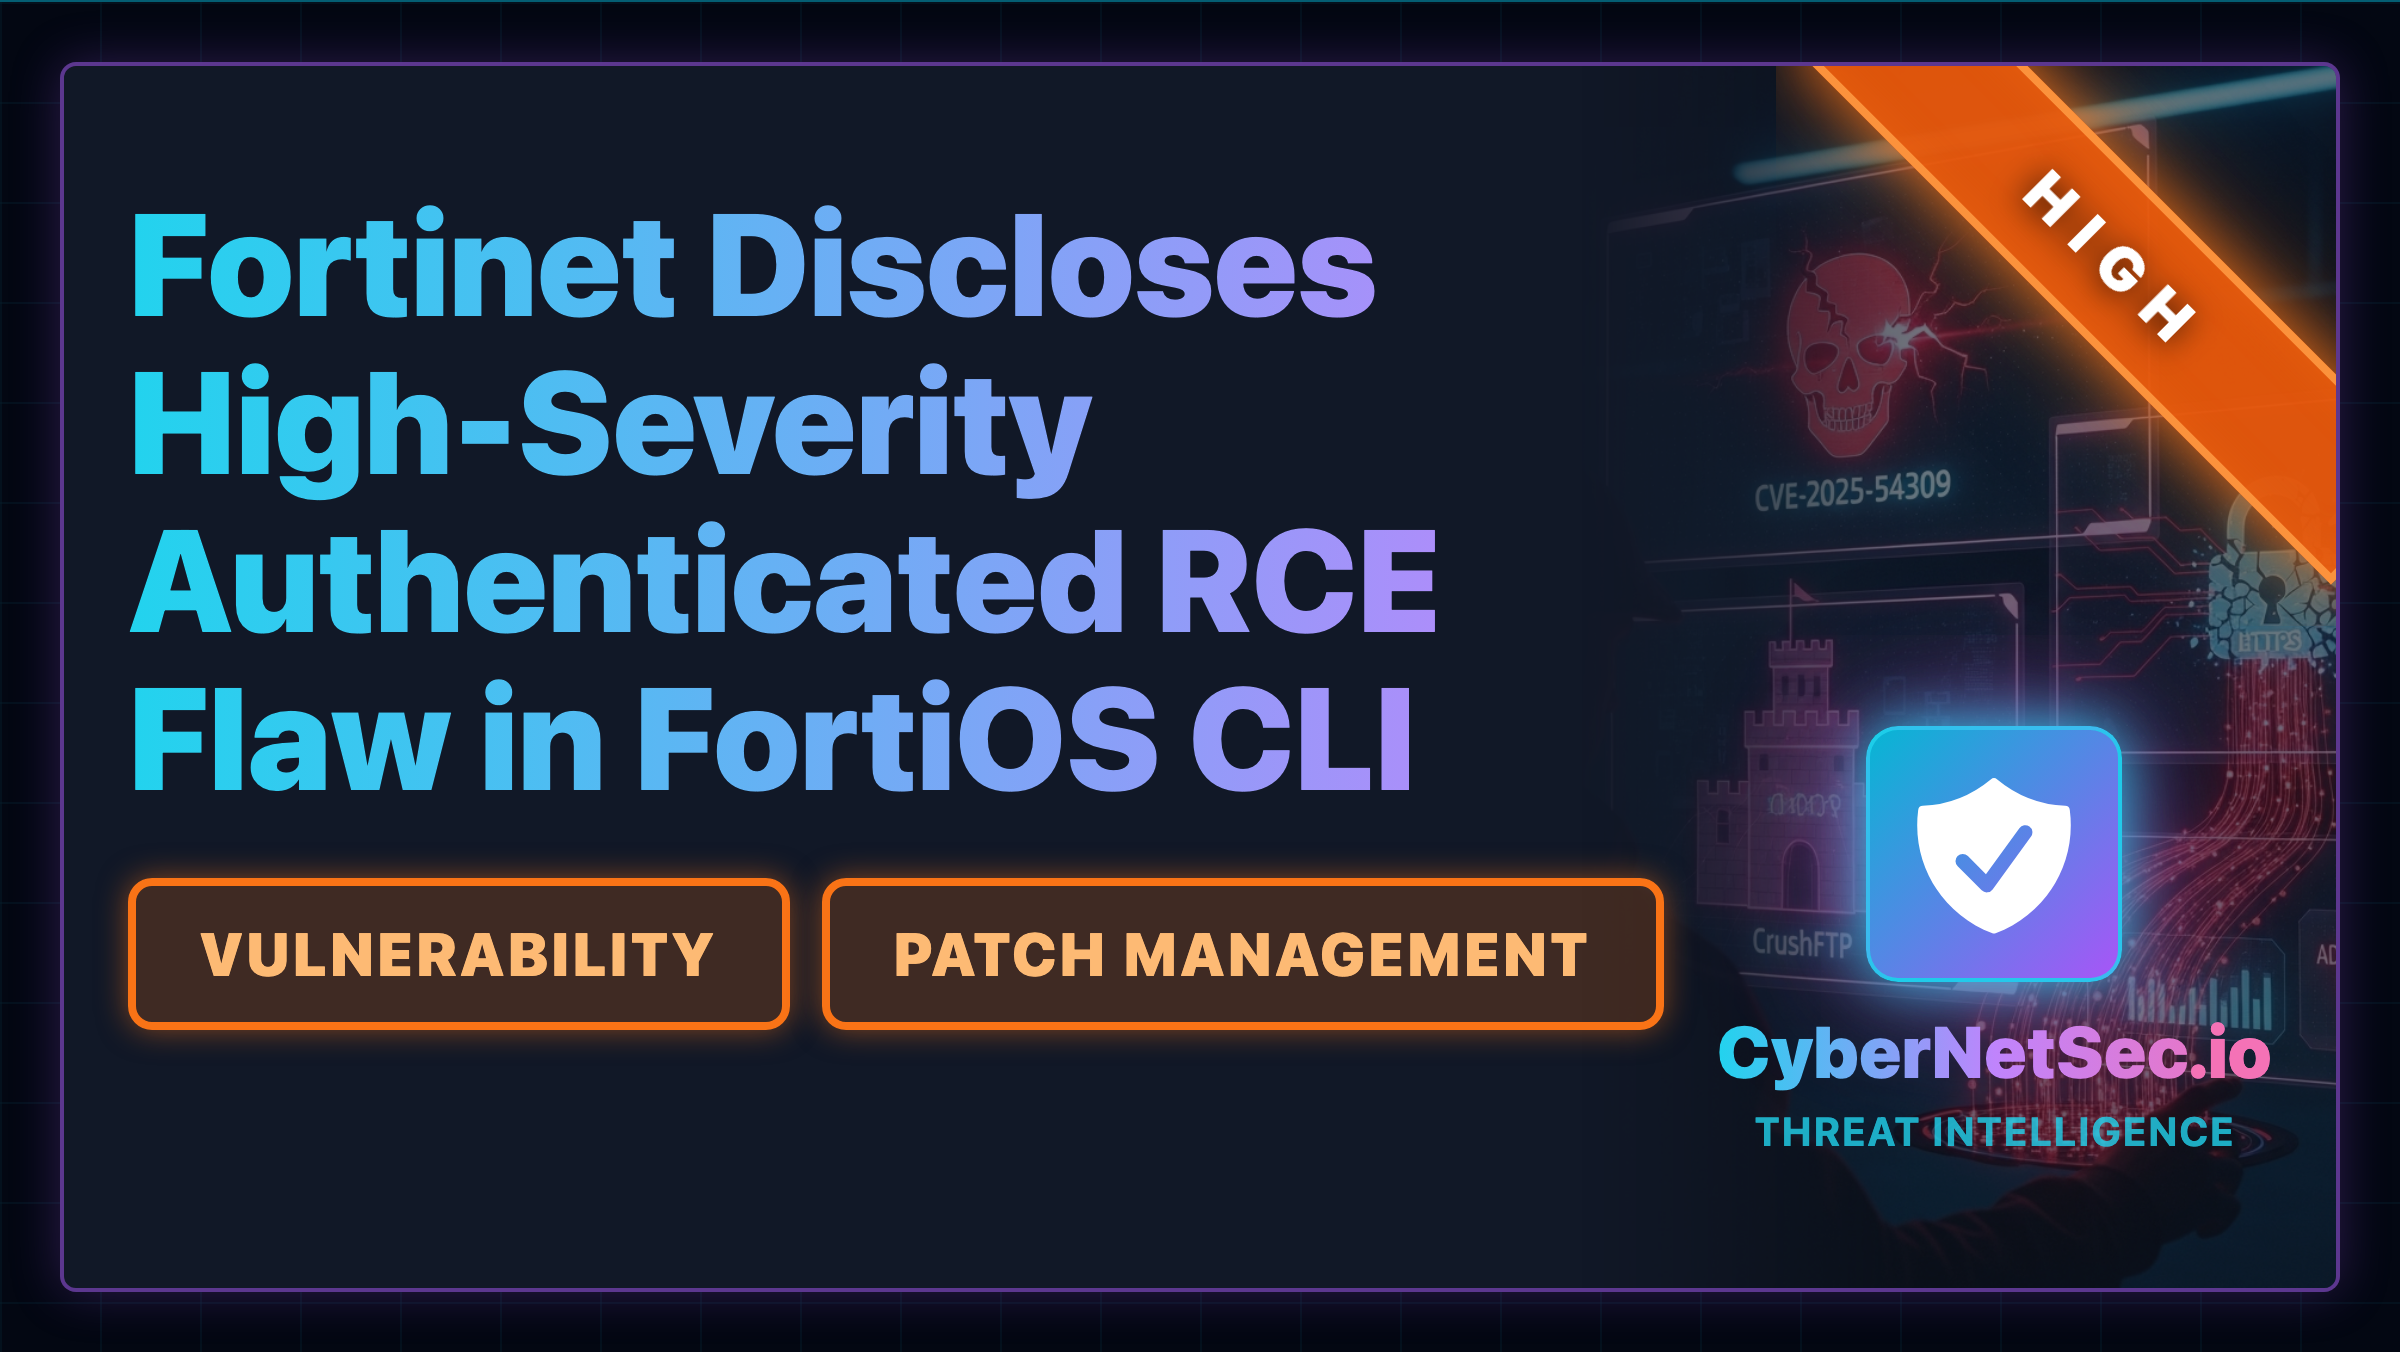 Fortinet Discloses
High-Severity
Authenticated RCE
Flaw in FortiOS CLI
VULNERABILITY
PATCH MANAGEMENT
HIGH
CVE-2025-54309
HTTPS
CrushFTP
CyberNetSec.io
THREAT INTELLIGENCE